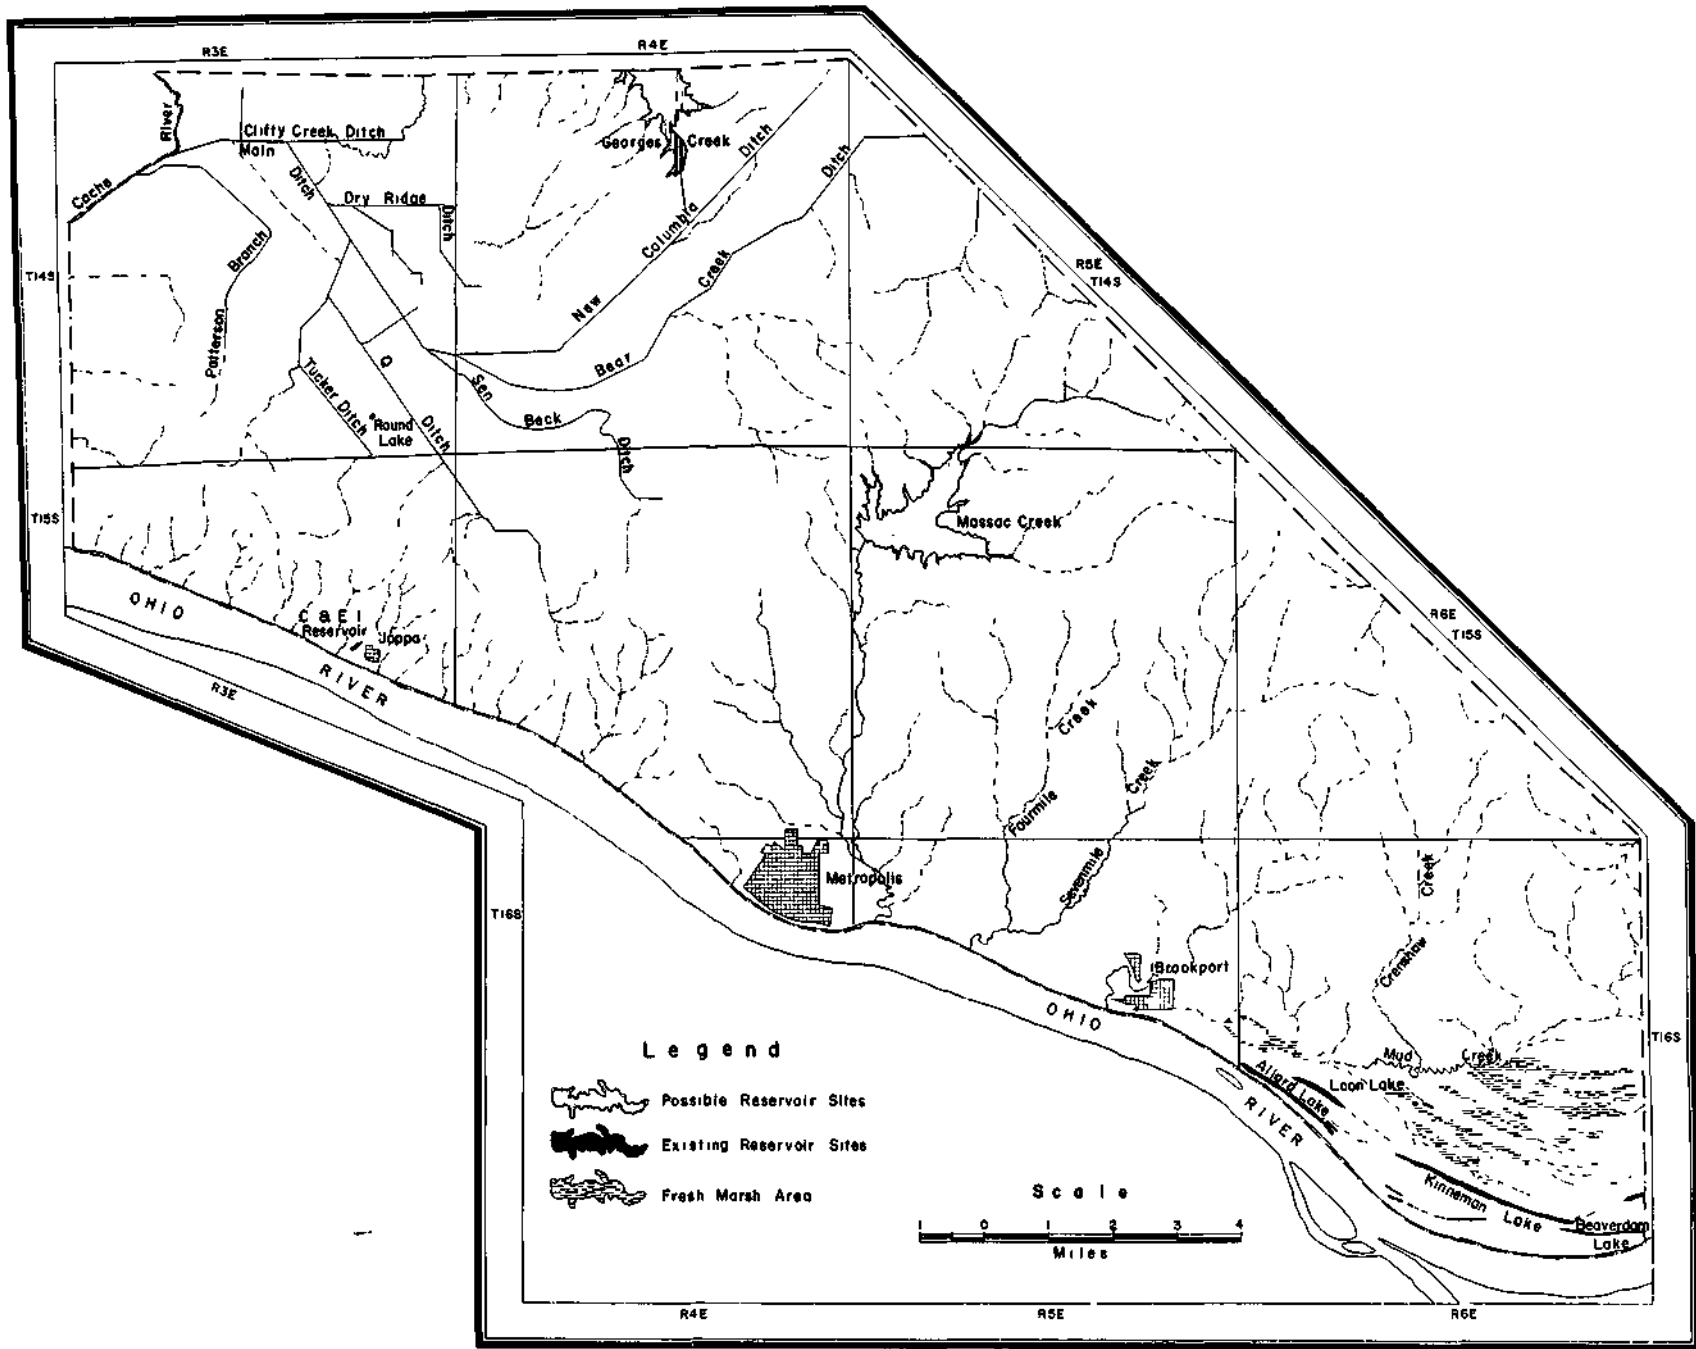 R3E
R4E
River
Clifty Creek Ditch
Main
Ditch
Georges Creek
Cache
Dry Ridge
Ditch
New Columbia Ditch
Bear Creek Ditch
Branch
Patterson
R5E
T14S
T14S
Q
Ditch
Sen
Beck
Ditch
Tucker Ditch
Round
Lake
T15S
Massac Creek
OHIO
C & E I
Reservoir
Joppa
RIVER
R3E
R6E
T15S
Fourmile
Creek
Sevenmile
Creek
Metropolis
T16S
Crenshaw
Creek
Brookport
OHIO
T16S
Mud Creek
Allard Lake
Loon Lake
RIVER
Legend
Possible Reservoir Sites
Existing Reservoir Sites
Fresh Marsh Area
Scale
1 0 1 2 3 4
Miles
Kinneman Lake
Beaverdam
Lake
R4E
R5E
R6E